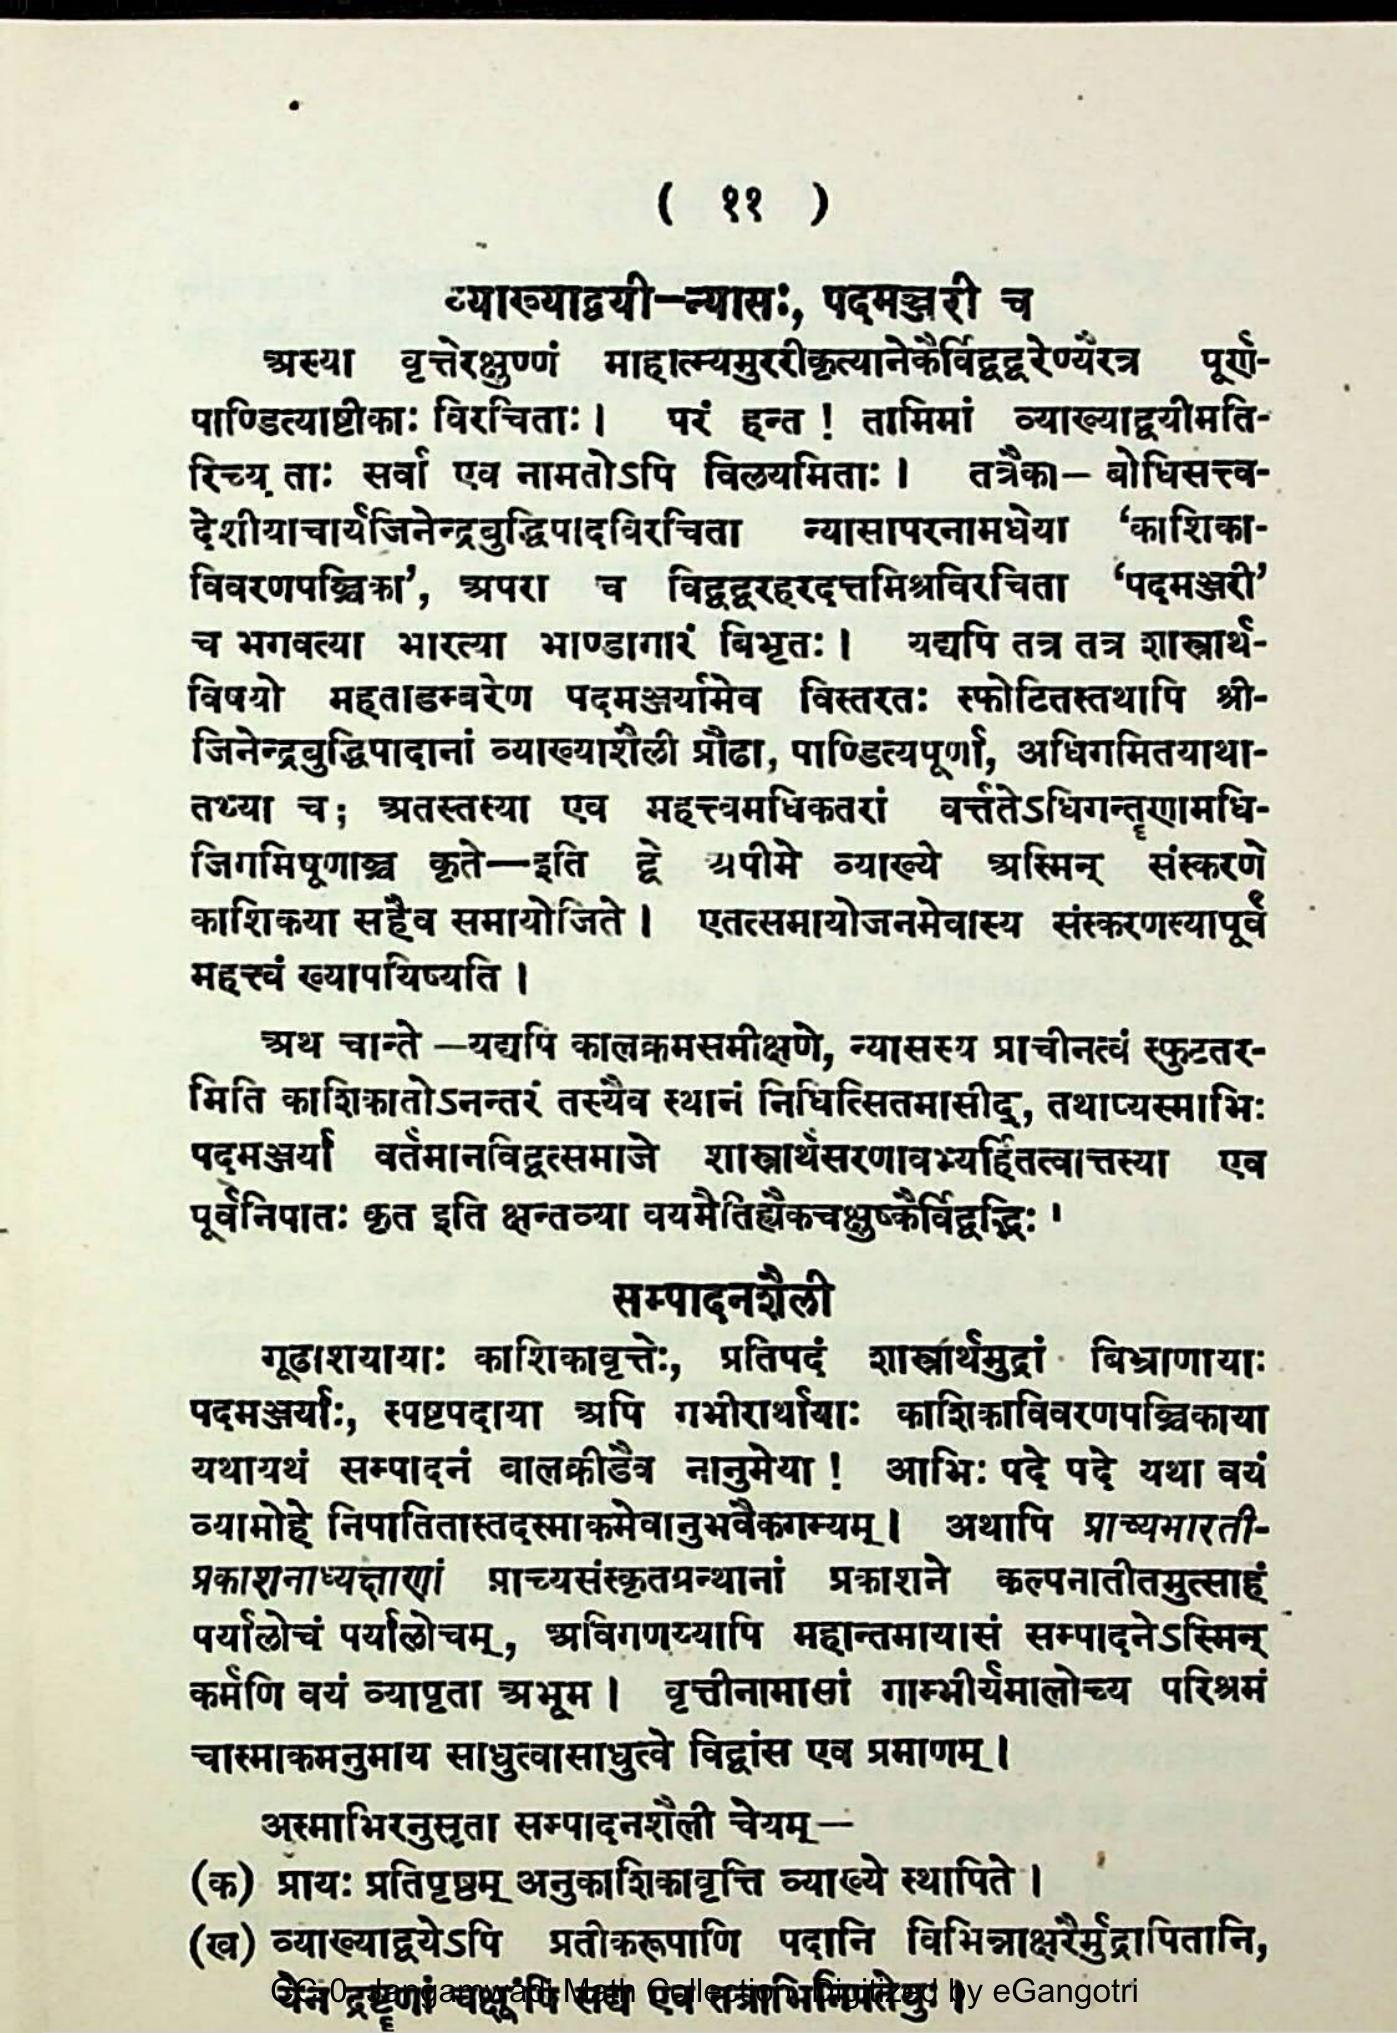 ( ११ )
व्याख्याद्वयी—न्यासः, पदमञ्जरी च
अस्या वृत्तेरक्षुण्णं माहात्म्यमुररीकृत्यानेकैर्विद्वद्वरेण्यैरत्र पूर्ण-
पाण्डित्याष्टीकाः विरचिताः। परं हन्त ! तामिमां व्याख्याद्वयीमति-
रिच्य ताः सर्वा एव नामतोऽपि विलयमिताः। तत्रैका— बोधिसत्त्व-
देशीयाचार्यजिनेन्द्रबुद्धिपादविरचिता न्यासापरनामधेया 'काशिका-
विवरणपञ्चिका', अपरा च विद्वद्वरहरदत्तमिश्रविरचिता 'पदमञ्जरी'
च भगवत्या भारत्या भाण्डागारं बिभृतः। यद्यपि तत्र तत्र शास्त्रार्थ-
विषयो महताडम्बरेण पदमञ्जर्यामेव विस्तरतः स्फोटितस्तथापि श्री-
जिनेन्द्रबुद्धिपादानां व्याख्याशैली प्रौढा, पाण्डित्यपूर्णा, अधिगमितयाथा-
तथ्या च; अतस्तस्या एव महत्त्वमधिकतरां वर्त्ततेऽधिगन्तॄणामधि-
जिगमिषूणाञ्च कृते—इति द्वे अपीमे व्याख्ये अस्मिन् संस्करणे
काशिकया सहैव समायोजिते। एतत्समायोजनमेवास्य संस्करणस्यापूर्वं
महत्त्वं ख्यापयिष्यति।
अथ चान्ते —यद्यपि कालक्रमसमीक्षणे, न्यासस्य प्राचीनत्वं स्फुटतर-
मिति काशिकातोऽनन्तरं तस्यैव स्थानं निधित्सितमासीद्, तथाप्यस्माभिः
पदमञ्जर्या वर्तमानविद्वत्समाजे शास्त्रार्थसरणावभ्यर्हितत्वात्तस्या एव
पूर्वनिपातः कृत इति क्षन्तव्या वयमैतिह्यैकचक्षुष्कैर्विद्वद्भिः।
सम्पादनशैली
गूढाशयायाः काशिकावृत्तेः, प्रतिपदं शास्त्रार्थमुद्रां बिभ्राणायाः
पदमञ्जर्याः, स्पष्टपदाया अपि गभीरार्थायाः काशिकाविवरणपञ्चिकाया
यथायथं सम्पादनं बालक्रीडैव नानुमेया! आभिः पदे पदे यथा वयं
व्यामोहे निपातितास्तदस्माकमेवानुभवैकगम्यम्। अथापि प्राच्यभारती-
प्रकाशनाध्यक्षाणां प्राच्यसंस्कृतग्रन्थानां प्रकाशने कल्पनातीतमुत्साहं
पर्यालोचं पर्यालोचम्, अविगणय्यापि महान्तमायासं सम्पादनेऽस्मिन्
कर्मणि वयं व्यापृता अभूम। वृत्तीनामासां गाम्भीर्यमालोच्य परिश्रमं
चास्माकमनुमाय साधुत्वासाधुत्वे विद्वांस एव प्रमाणम्।
अस्माभिरनुसृता सम्पादनशैली चेयम्—
(क) प्रायः प्रतिपृष्ठम् अनुकाशिकावृत्ति व्याख्ये स्थापिते।
(ख) व्याख्याद्वयेऽपि प्रतीकरूपाणि पदानि विभिन्नाक्षरैर्मुद्रापितानि,
येन द्रष्टॄणां चक्षूंषि सद्य एव तत्राभिनिपतेयुः।
CC-0. Jangamwadi Math Collection. Digitized by eGangotri